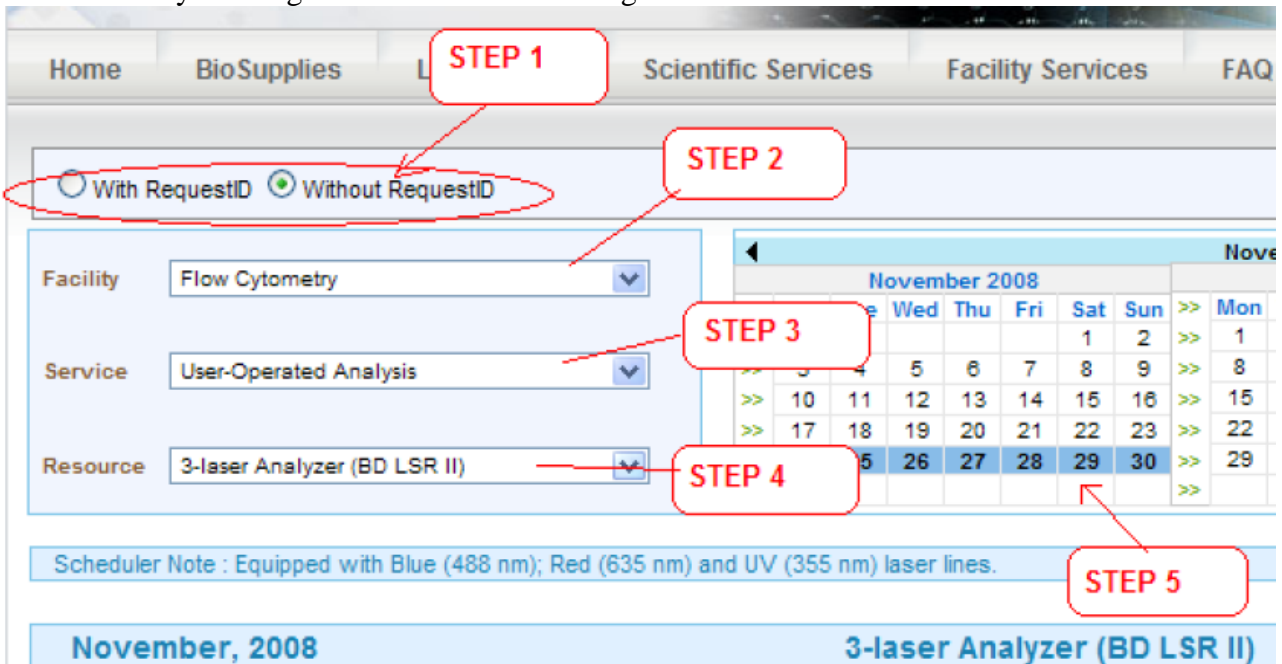 Home BioSupplies STEP 1 Scientific Services Facility Services FAQ
STEP 2
With RequestID Without RequestID
Facility Flow Cytometry
November 2008
Wed Thu Fri Sat Sun >> Mon
STEP 3
1 2 >> 1
Service User-Operated Analysis
5 6 7 8 9 >> 8
>> 10 11 12 13 14 15 16 >> 15
>> 17 18 19 20 21 22 23 >> 22
Resource 3-laser Analyzer (BD LSR II)
STEP 4
26 27 28 29 30 >> 29
>>
Scheduler Note : Equipped with Blue (488 nm); Red (635 nm) and UV (355 nm) laser lines.
STEP 5
November, 2008 3-laser Analyzer (BD LSR II)